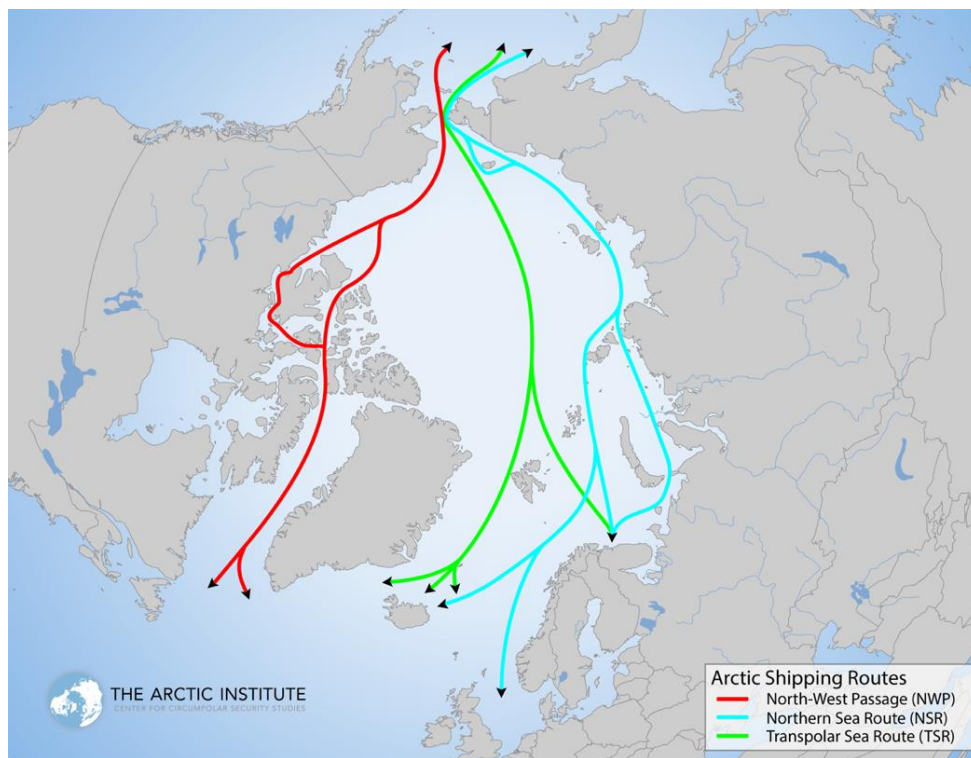 THE ARCTIC INSTITUTE
CENTER FOR CIRCUMPOLAR SECURITY STUDIES
Arctic Shipping Routes
North-West Passage (NWP)
Northern Sea Route (NSR)
Transpolar Sea Route (TSR)